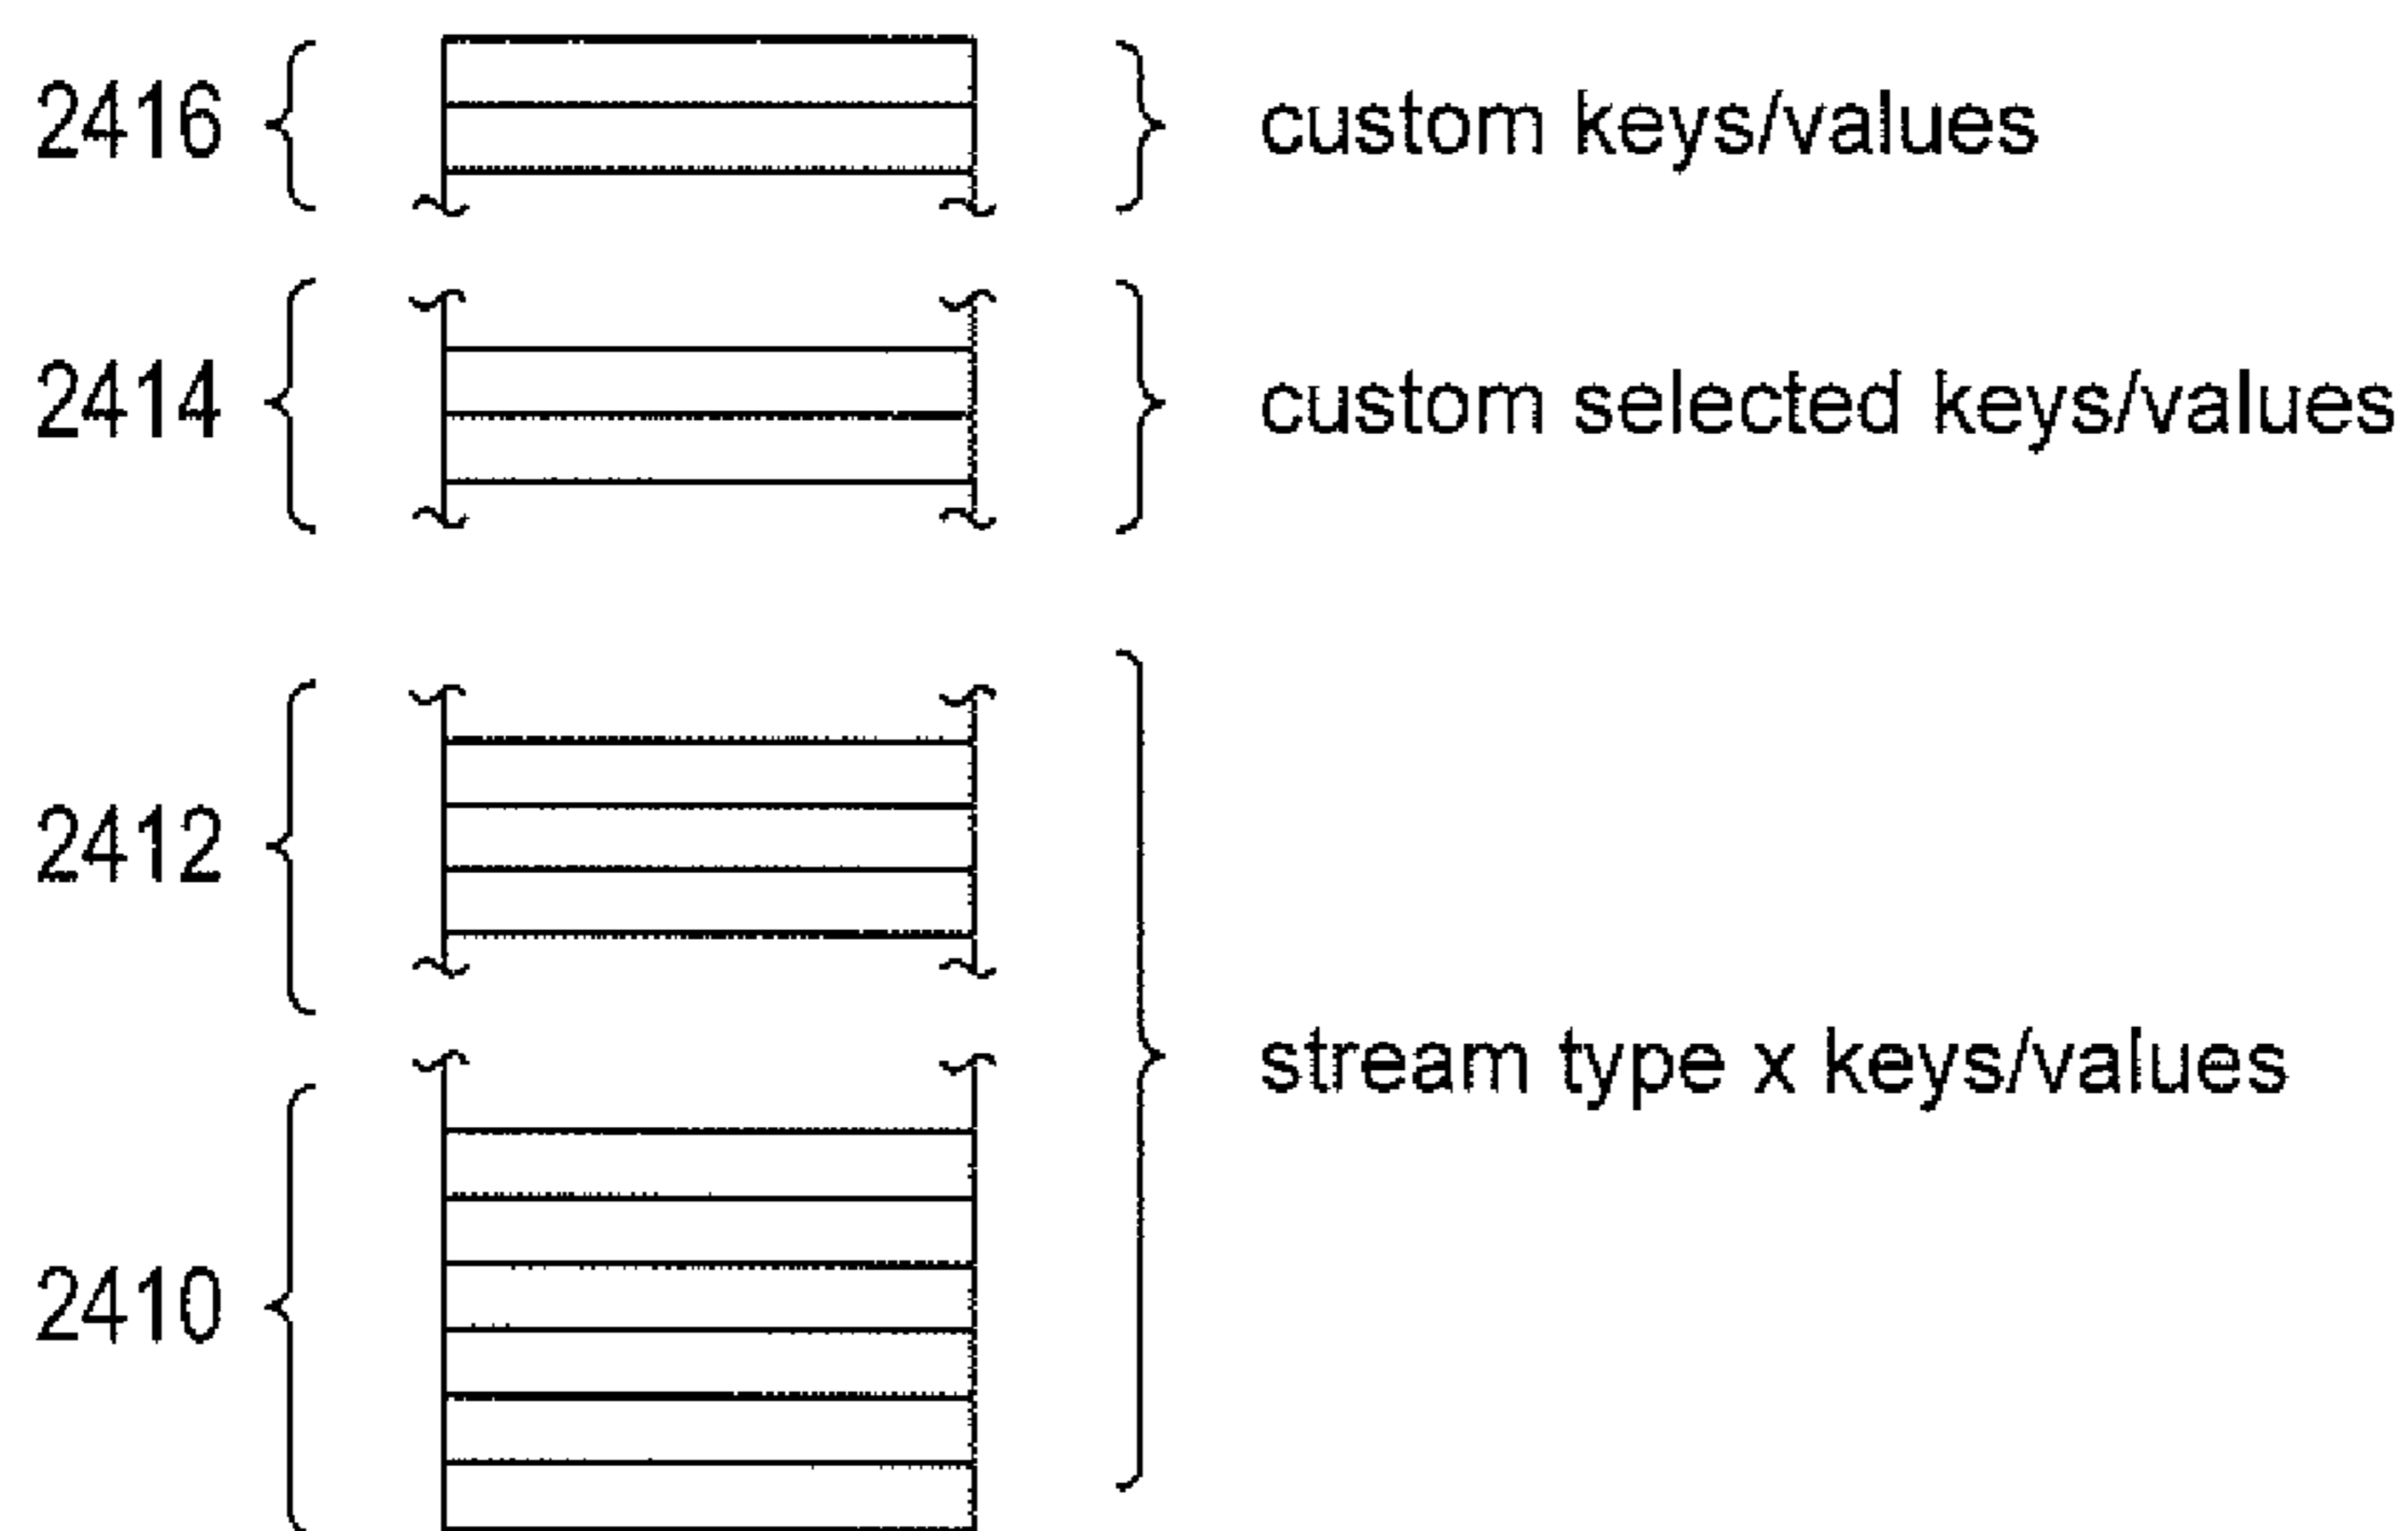 2416 custom keys/values
2414 custom selected keys/values
2412
stream type x keys/values
2410